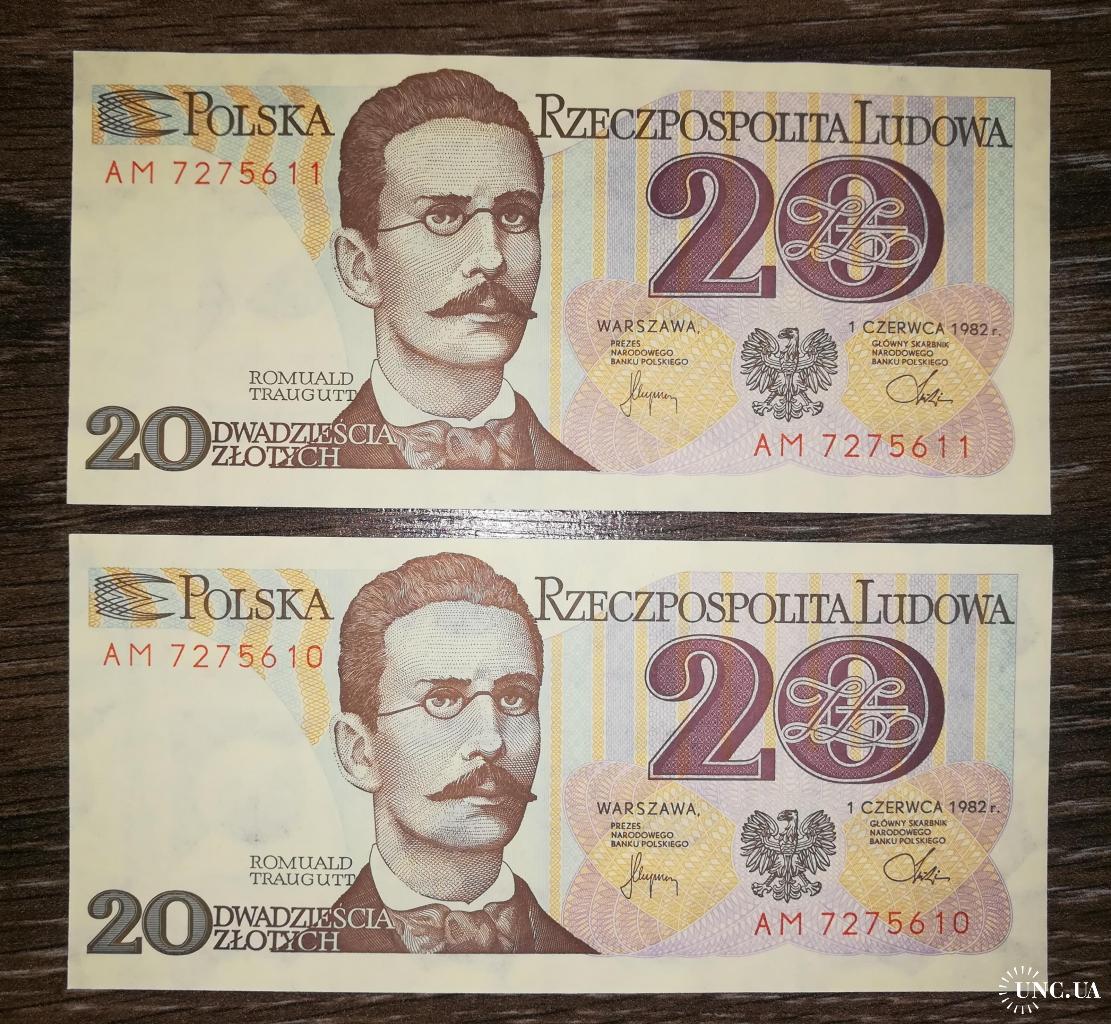 POLSKA RZECZPOSPOLITA LUDOWA
AM 7275611
20
WARSZAWA, 1 CZERWCA 1982 r.
PREZES
NARODOWEGO
BANKU POLSKIEGO
GŁÓWNY SKARBNIK
NARODOWEGO
BANKU POLSKIEGO
ROMUALD
TRAUGUTT
20 DWADZIEŚCIA
ZŁOTYCH
AM 7275611
POLSKA RZECZPOSPOLITA LUDOWA
AM 7275610
20
WARSZAWA, 1 CZERWCA 1982 r.
PREZES
NARODOWEGO
BANKU POLSKIEGO
GŁÓWNY SKARBNIK
NARODOWEGO
BANKU POLSKIEGO
ROMUALD
TRAUGUTT
20 DWADZIEŚCIA
ZŁOTYCH
AM 7275610
UNC.UA